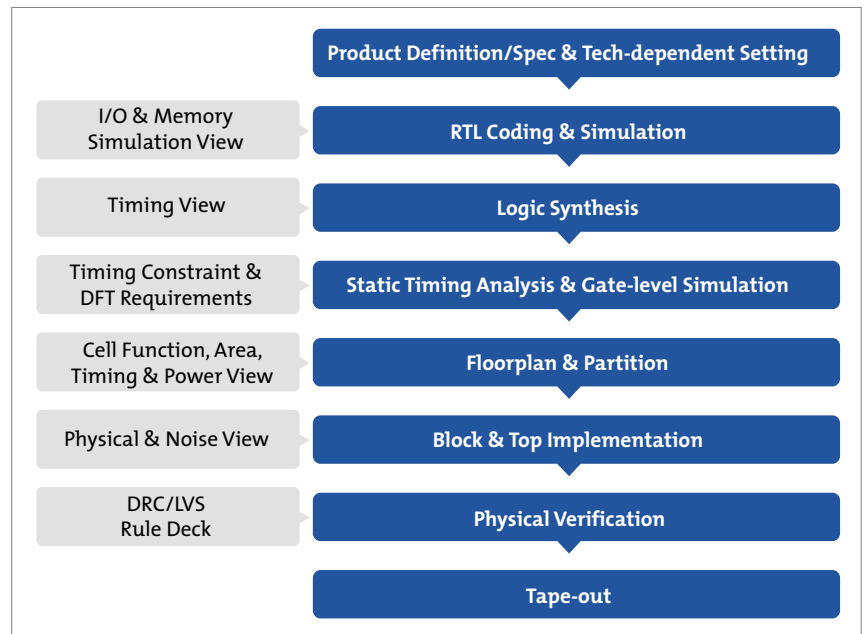 Product Definition/Spec & Tech-dependent Setting
I/O & Memory
Simulation View
RTL Coding & Simulation
Timing View
Logic Synthesis
Timing Constraint &
DFT Requirements
Static Timing Analysis & Gate-level Simulation
Cell Function, Area,
Timing & Power View
Floorplan & Partition
Physical & Noise View
Block & Top Implementation
DRC/LVS
Rule Deck
Physical Verification
Tape-out